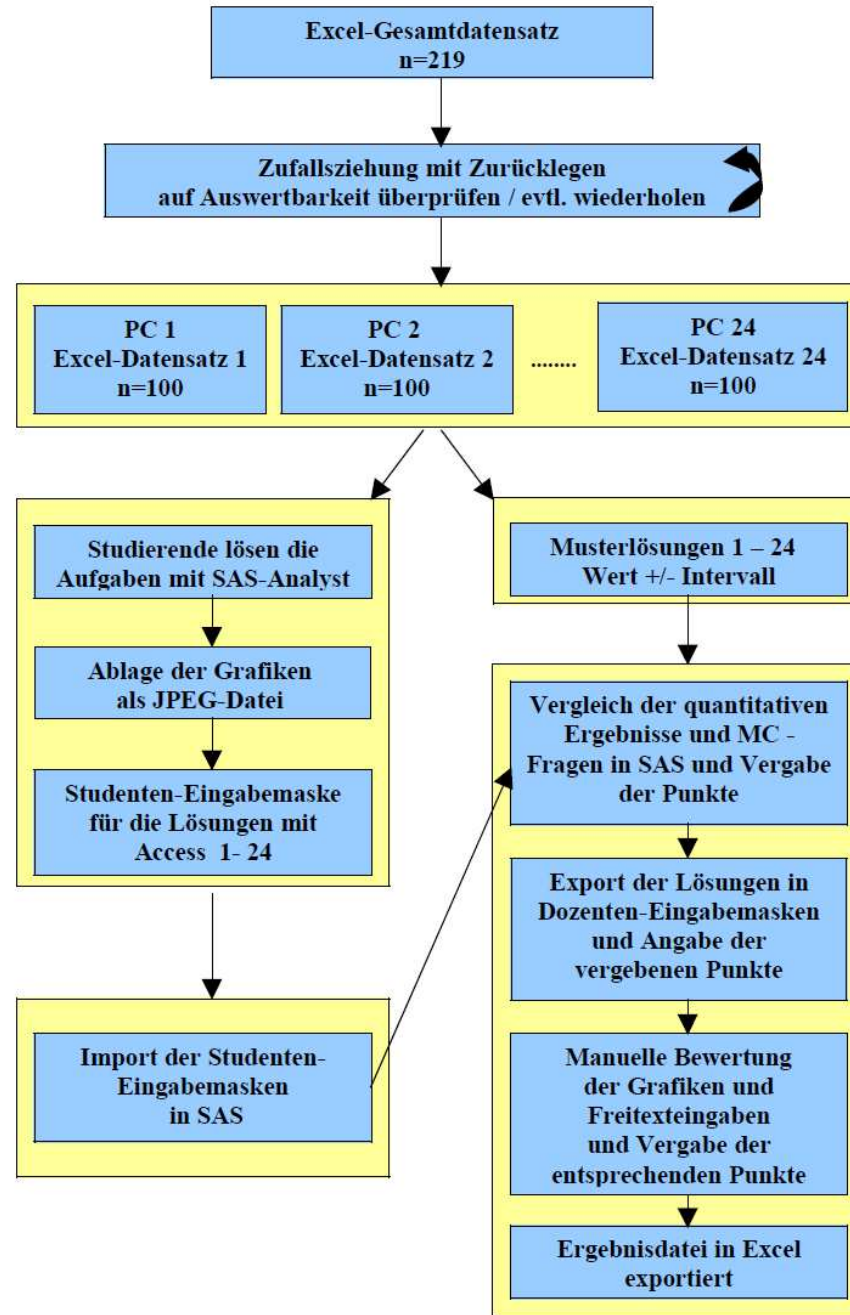 Excel-Gesamtdatensatz
n=219
Zufallsziehung mit Zurücklegen
auf Auswertbarkeit überprüfen / evtl. wiederholen
PC 1
Excel-Datensatz 1
n=100
PC 2
Excel-Datensatz 2
n=100
........
PC 24
Excel-Datensatz 24
n=100
Studierende lösen die
Aufgaben mit SAS-Analyst
Ablage der Grafiken
als JPEG-Datei
Studenten-Eingabemaske
für die Lösungen mit
Access 1- 24
Import der Studenten-
Eingabemasken
in SAS
Musterlösungen 1 – 24
Wert +/- Intervall
Vergleich der quantitativen
Ergebnisse und MC -
Fragen in SAS und Vergabe
der Punkte
Export der Lösungen in
Dozenten-Eingabemasken
und Angabe der
vergebenen Punkte
Manuelle Bewertung
der Grafiken und
Freitexteingaben
und Vergabe der
entsprechenden Punkte
Ergebnisdatei in Excel
exportiert